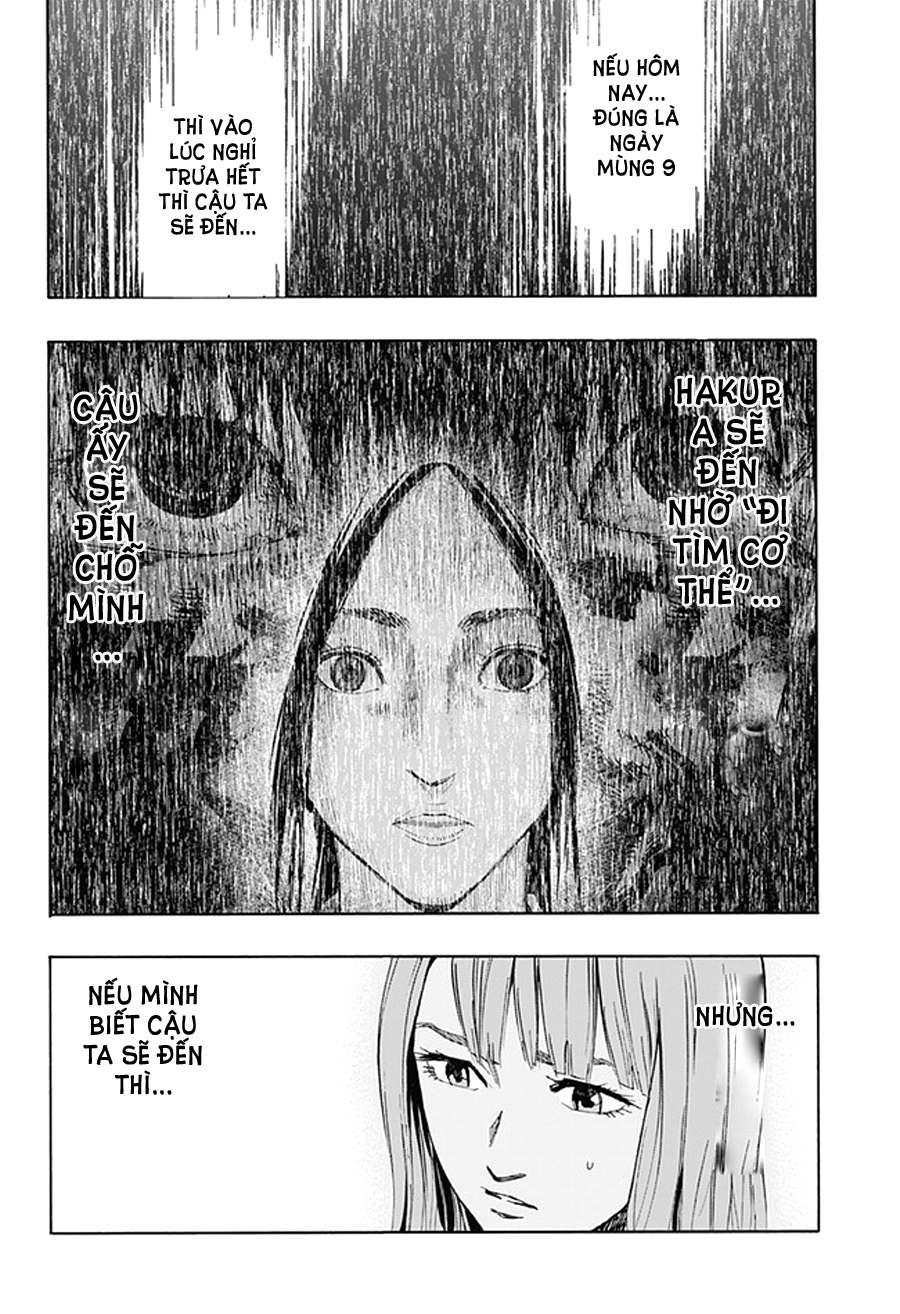 NẾU HÔM
NAY...
ĐÚNG LÀ
NGÀY
MÙNG 9
THÌ VÀO
LÚC NGHỈ
TRƯA HẾT
THÌ CẬU TA
SẼ ĐẾN...
HAKUR
A SẼ
ĐẾN
NHỜ “ĐI
TÌM CƠ
THỂ”...
CẬU
ẤY
SẼ
ĐẾN
CHỖ
MÌNH
...
NHƯNG...
NẾU MÌNH
BIẾT CẬU
TA SẼ ĐẾN
THÌ...